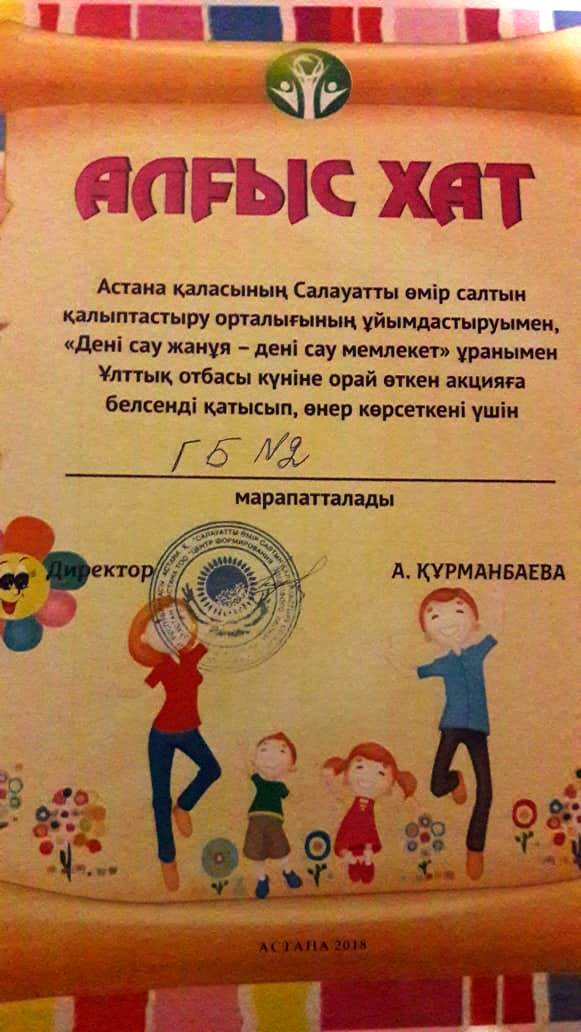 АЛҒЫС ХАТ
Астана қаласының Салауатты өмір салтын
қалыптастыру орталығының ұйымдастыруымен,
«Дені сау жанұя – дені сау мемлекет» ұранымен
Ұлттық отбасы күніне орай өткен акцияға
белсенді қатысып, өнер көрсеткені үшін
ГБ №2
марапатталады
Директор А. ҚҰРМАНБАЕВА
АСТАНА 2018